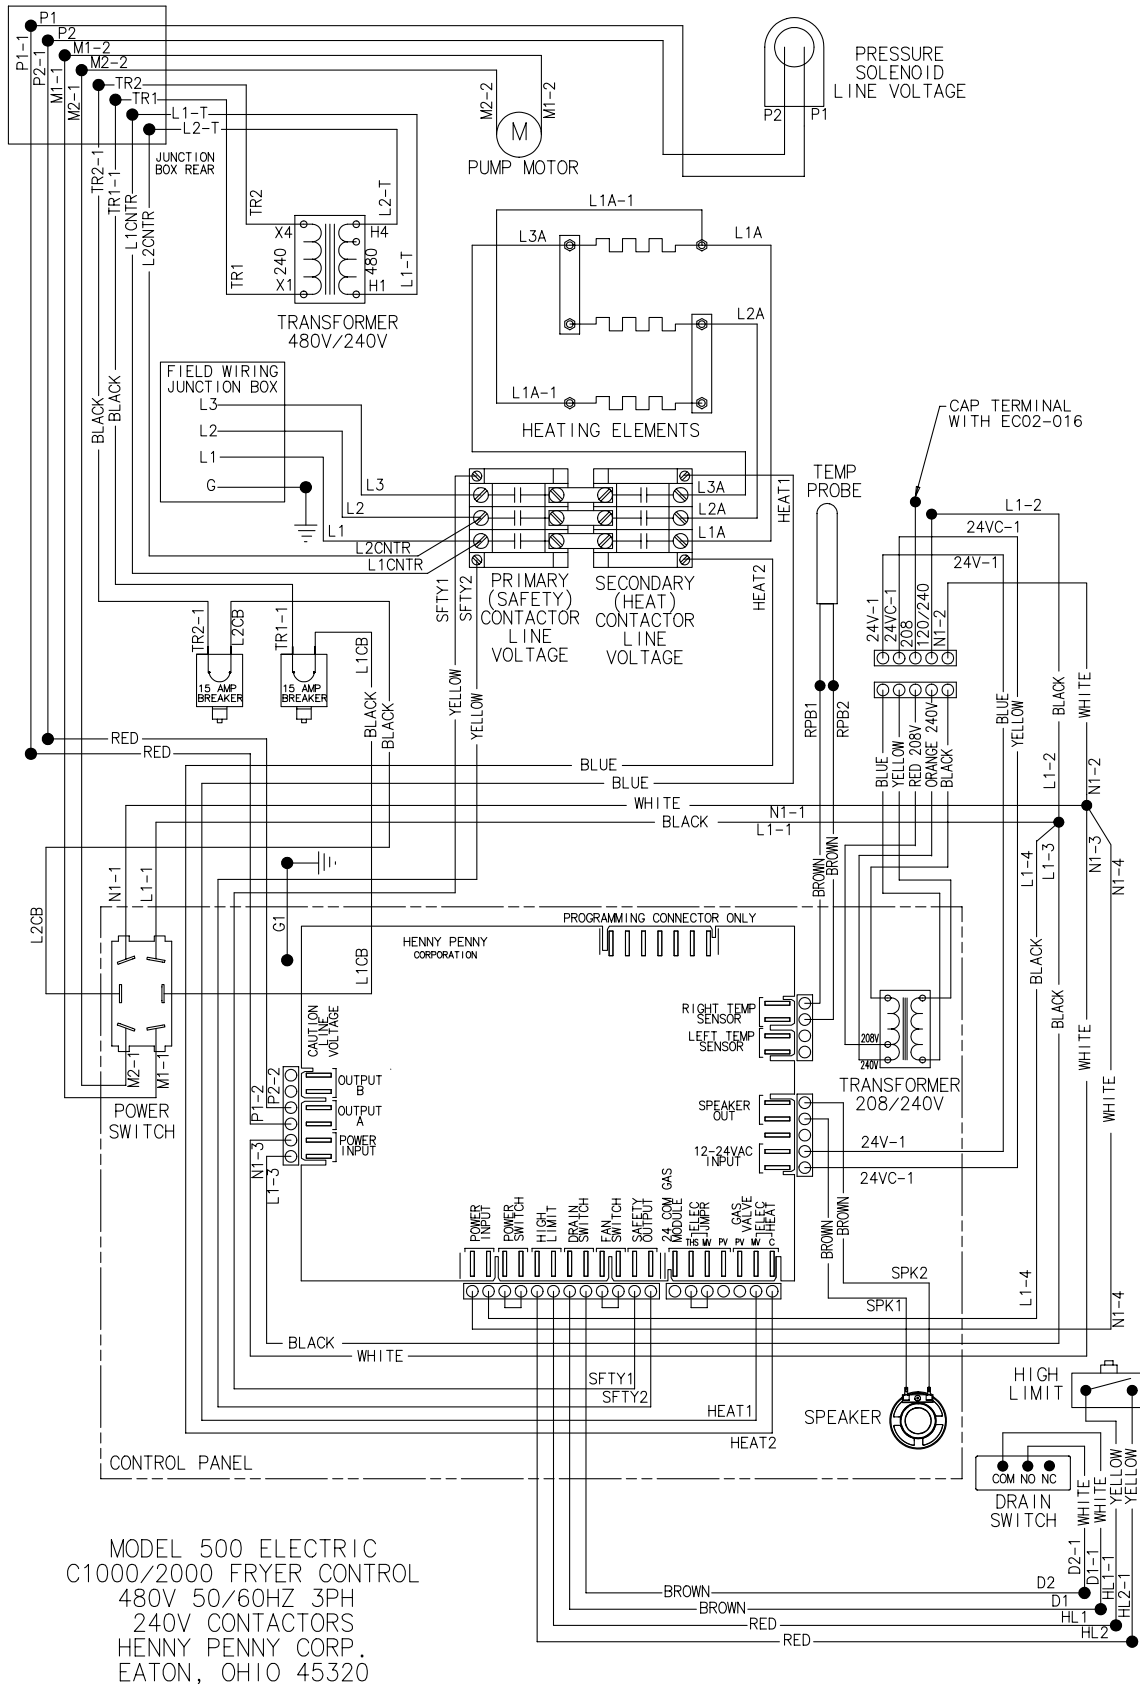 P1
P2
M1-2
M2-2
TR2
TR1
L1-T
L2-T
P1-1
P2-1
M1-1
M2-1
JUNCTION
BOX REAR
TR2-1
TR1-1
L1CNTR
L2CNTR
M2-2
M1-2
M
PUMP MOTOR
PRESSURE
SOLENOID
LINE VOLTAGE
P2
P1
TR2
TR1
X4
H4
240
480
X1
H1
L2-T
L1-T
TRANSFORMER
480V/240V
L1A-1
L3A
L1A
L2A
L1A-1
HEATING ELEMENTS
FIELD WIRING
JUNCTION BOX
L3
L2
L1
G
BLACK
BLACK
L3
L2
L1
L2CNTR
L1CNTR
L3A
L2A
L1A
HEAT1
HEAT2
SFTY1
SFTY2
PRIMARY
(SAFETY)
CONTACTOR
LINE
VOLTAGE
SECONDARY
(HEAT)
CONTACTOR
LINE
VOLTAGE
TEMP
PROBE
CAP TERMINAL
WITH EC02-016
L1-2
24VC-1
24V-1
24V-1
24VC-1
208
120/240
N1-2
TR2-1
L2CB
TR1-1
L1CB
15 AMP
BREAKER
15 AMP
BREAKER
BLACK
BLACK
YELLOW
YELLOW
RPB1
RPB2
BLUE
YELLOW
RED 208V
ORANGE 240V
BLACK
BLUE
YELLOW
BLACK
WHITE
RED
RED
BLUE
BLUE
WHITE
BLACK
N1-1
L1-1
L1-2
N1-2
BROWN
BROWN
L1-4
L1-3
N1-3
N1-4
N1-1
L1-1
L2CB
G1
L1CB
PROGRAMMING CONNECTOR ONLY
HENNY PENNY
CORPORATION
BLACK
BLACK
CAUTION
LINE
VOLTAGE
RIGHT TEMP
SENSOR
LEFT TEMP
SENSOR
208V
240V
TRANSFORMER
208/240V
WHITE
WHITE
M2-1
M1-1
POWER
SWITCH
P1-2
P2-2
OUTPUT
B
OUTPUT
A
POWER
INPUT
N1-3
L1-3
SPEAKER
OUT
12-24VAC
INPUT
24V-1
24VC-1
POWER
INPUT
POWER
SWITCH
HIGH
LIMIT
DRAIN
SWITCH
FAN
SWITCH
SAFETY
OUTPUT
24 COM GAS
MODULE
ELEC
JMPR
THS
MV
PV
GAS
VALVE
ELEC
HEAT
PV
MV
C
BROWN
BROWN
SPK2
SPK1
L1-4
N1-4
BLACK
WHITE
SFTY1
SFTY2
HEAT1
HEAT2
SPEAKER
HIGH
LIMIT
CONTROL PANEL
COM NO NC
DRAIN
SWITCH
WHITE
WHITE
YELLOW
YELLOW
D2-1
D1-1
HL1-1
HL2-1
BROWN
D2
BROWN
D1
RED
HL1
RED
HL2
MODEL 500 ELECTRIC
C1000/2000 FRYER CONTROL
480V 50/60HZ 3PH
240V CONTACTORS
HENNY PENNY CORP.
EATON, OHIO 45320